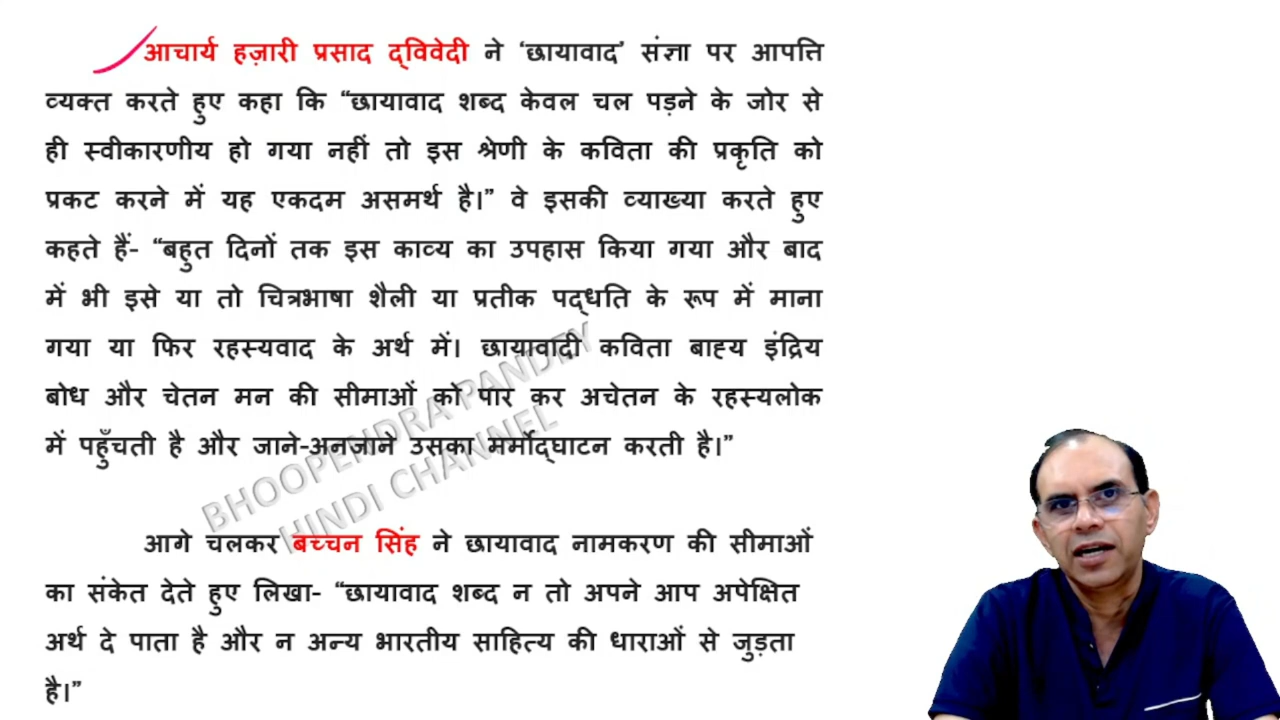 आचार्य हज़ारी प्रसाद द्विवेदी ने ‘छायावाद’ संज्ञा पर आपत्ति
व्यक्त करते हुए कहा कि “छायावाद शब्द केवल चल पड़ने के जोर से
ही स्वीकारणीय हो गया नहीं तो इस श्रेणी के कविता की प्रकृति को
प्रकट करने में यह एकदम असमर्थ है।” वे इसकी व्याख्या करते हुए
कहते हैं- “बहुत दिनों तक इस काव्य का उपहास किया गया और बाद
में भी इसे या तो चित्रभाषा शैली या प्रतीक पद्धति के रूप में माना
गया या फिर रहस्यवाद के अर्थ में। छायावादी कविता बाह्य इंद्रिय
बोध और चेतन मन की सीमाओं को पार कर अचेतन के रहस्यलोक
में पहुँचती है और जाने-अनजाने उसका मर्मोद्घाटन करती है।”
BHOOPENDRA PANDEY
HINDI CHANNEL
आगे चलकर बच्चन सिंह ने छायावाद नामकरण की सीमाओं
का संकेत देते हुए लिखा- “छायावाद शब्द न तो अपने आप अपेक्षित
अर्थ दे पाता है और न अन्य भारतीय साहित्य की धाराओं से जुड़ता
है।”